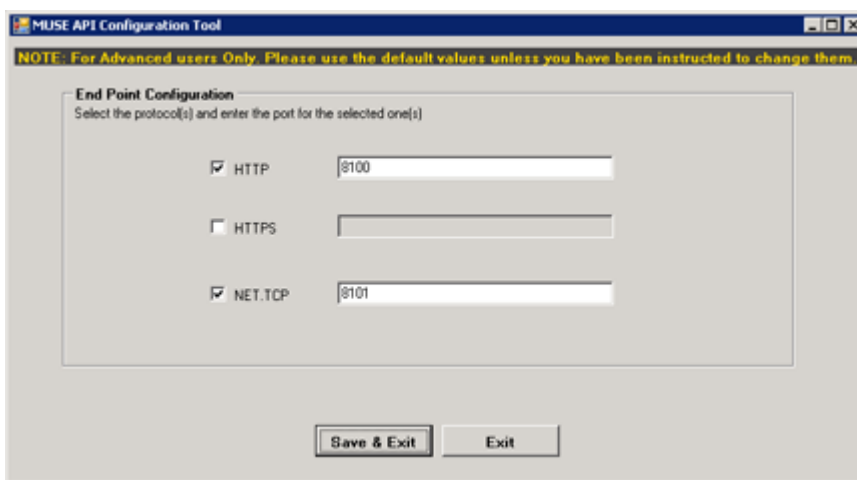 MUSE API Configuration Tool
NOTE: For Advanced users Only. Please use the default values unless you have been instructed to change them.
End Point Configuration
Select the protocol(s) and enter the port for the selected one(s)
HTTP 8100
HTTPS
NET.TCP 8101
Save & Exit Exit